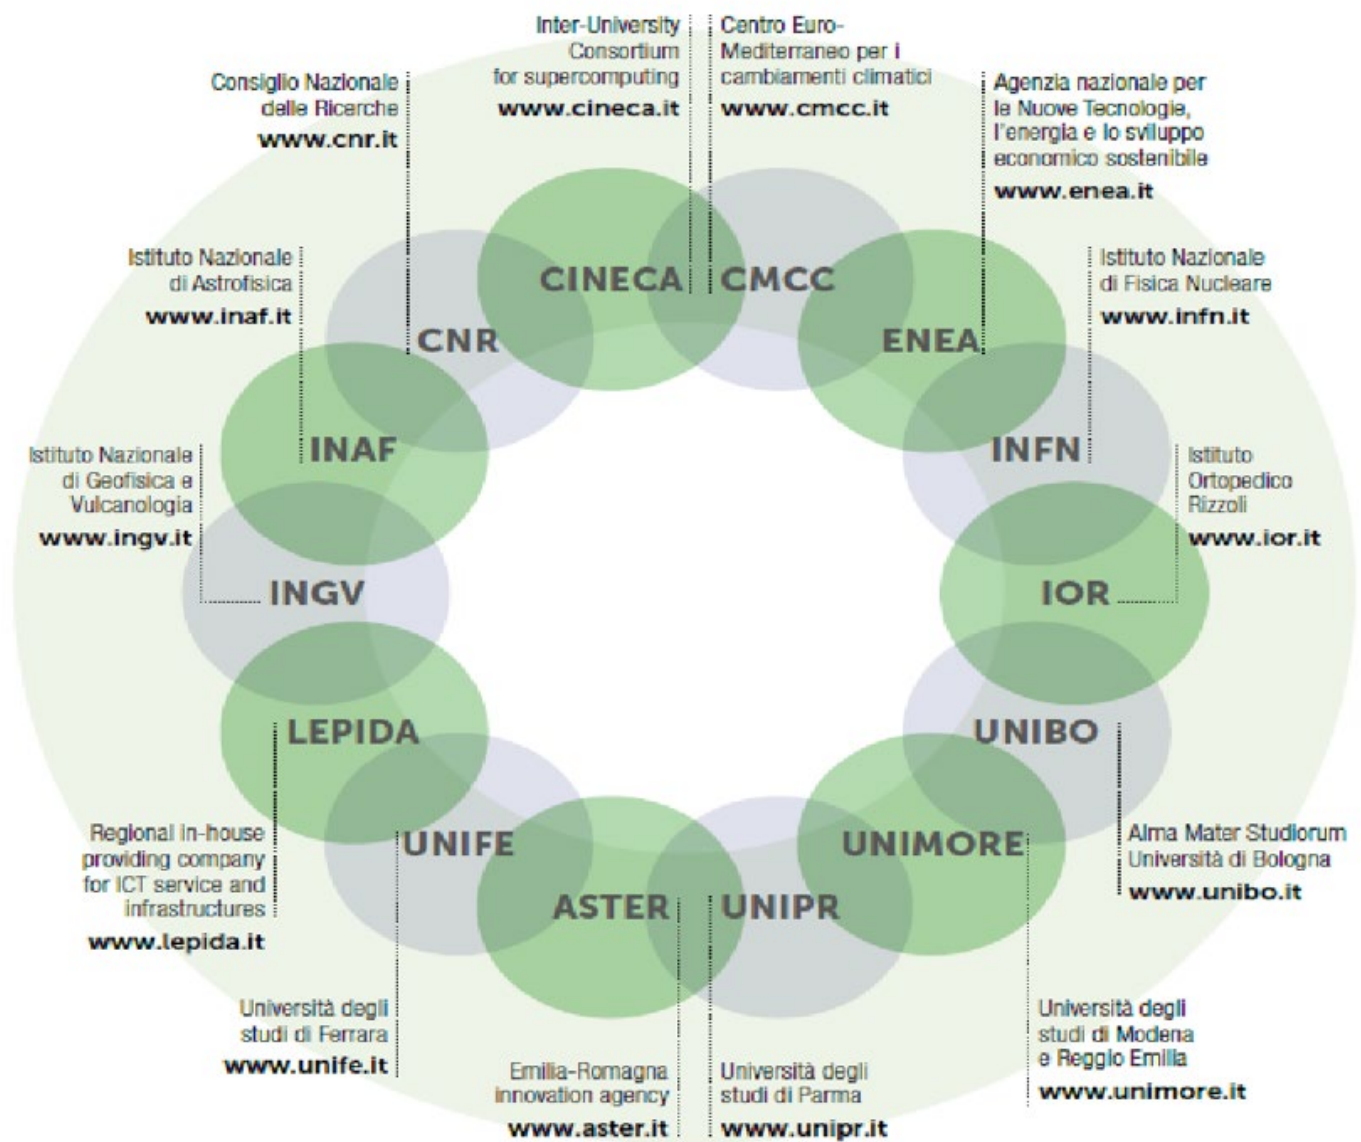 Inter-University
Consortium
for supercomputing
www.cineca.it
Centro Euro-
Mediterraneo per i
cambiamenti climatici
www.cmcc.it
Consiglio Nazionale
delle Ricerche
www.cnr.it
Agenzia nazionale per
le Nuove Tecnologie,
l'energia e lo sviluppo
economico sostenibile
www.enea.it
Istituto Nazionale
di Astrofisica
www.inaf.it
Istituto Nazionale
di Fisica Nucleare
www.infn.it
CINECA
CMCC
CNR
ENEA
INAF
INFN
Istituto Nazionale
di Geofisica e
Vulcanologia
www.ingv.it
Istituto
Ortopedico
Rizzoli
www.ior.it
INGV
IOR
LEPIDA
UNIBO
UNIFE
UNIMORE
ASTER
UNIPR
Regional in-house
providing company
for ICT service and
infrastructures
www.lepida.it
Alma Mater Studiorum
Università di Bologna
www.unibo.it
Università degli
studi di Ferrara
www.unife.it
Università degli
studi di Modena
e Reggio Emilia
www.unimore.it
Emilia-Romagna
innovation agency
www.aster.it
Università degli
studi di Parma
www.unipr.it